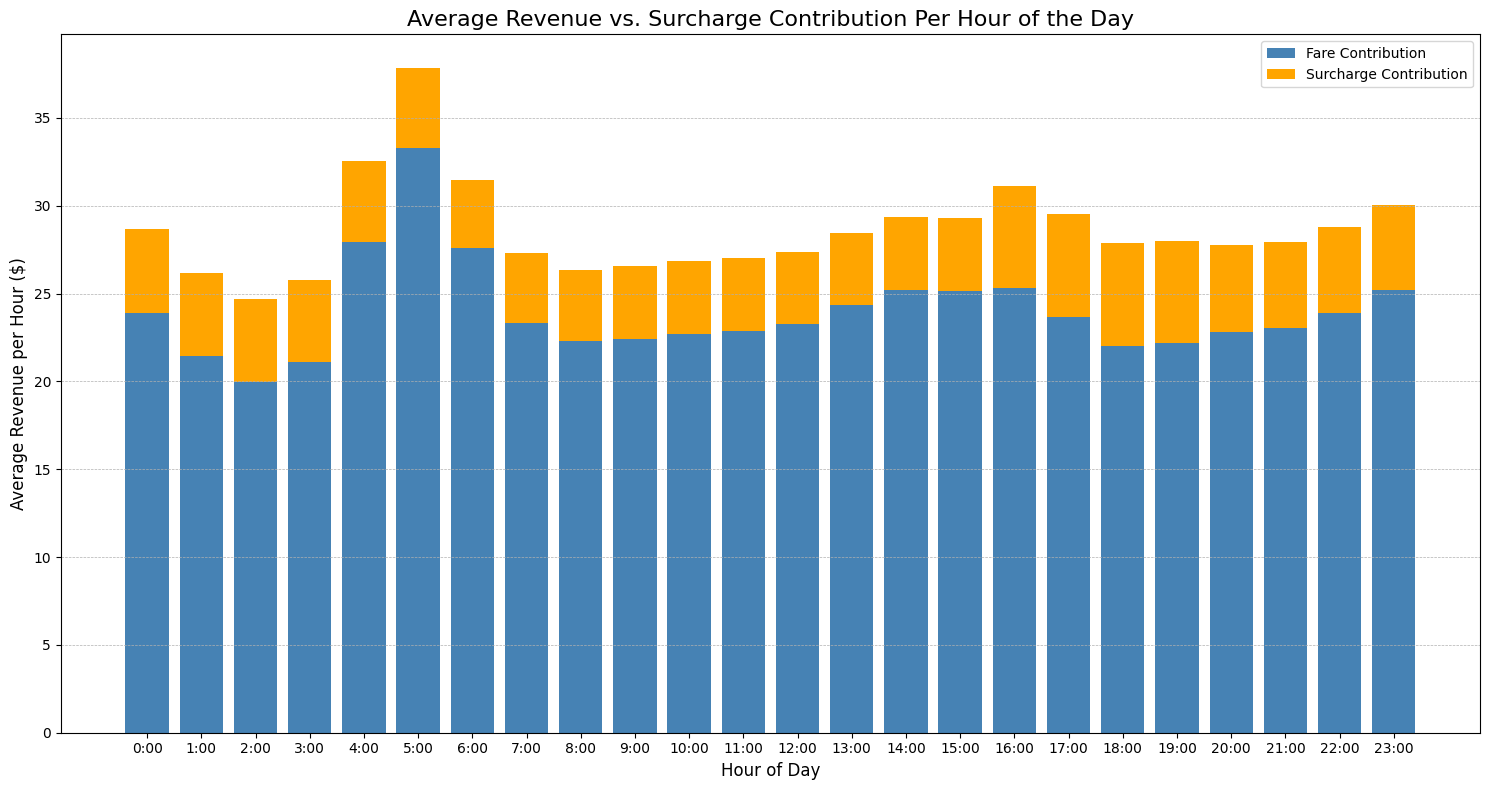 Average Revenue vs. Surcharge Contribution Per Hour of the Day
Fare Contribution
Surcharge Contribution
Average Revenue per Hour ($)
35
30
25
20
15
10
5
0
0:00 1:00 2:00 3:00 4:00 5:00 6:00 7:00 8:00 9:00 10:00 11:00 12:00 13:00 14:00 15:00 16:00 17:00 18:00 19:00 20:00 21:00 22:00 23:00
Hour of Day